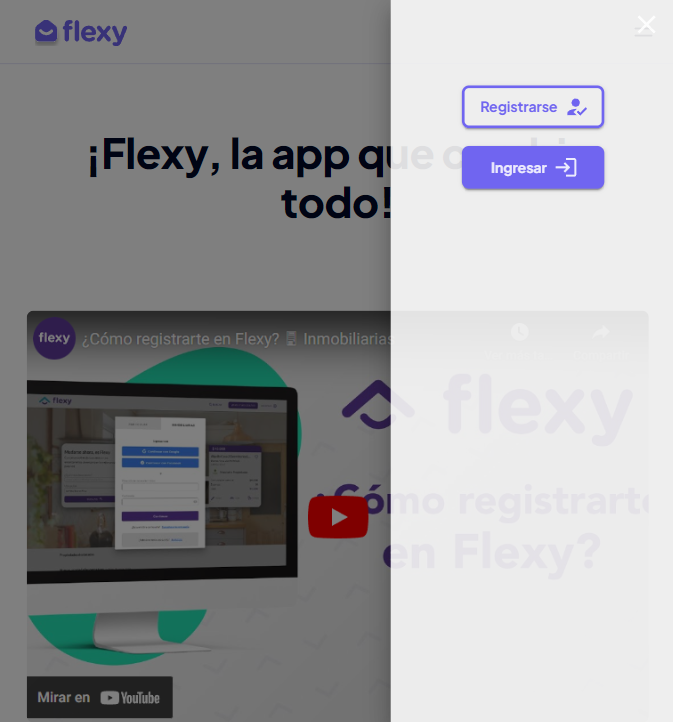 flexy
Registrarse
Ingresar
¡Flexy, la app que
todo!
flexy
¿Cómo registrarte en Flexy? Inmobiliarias
flexy
flexy
¿Cómo registrarte
en Flexy?
Mirar en YouTube